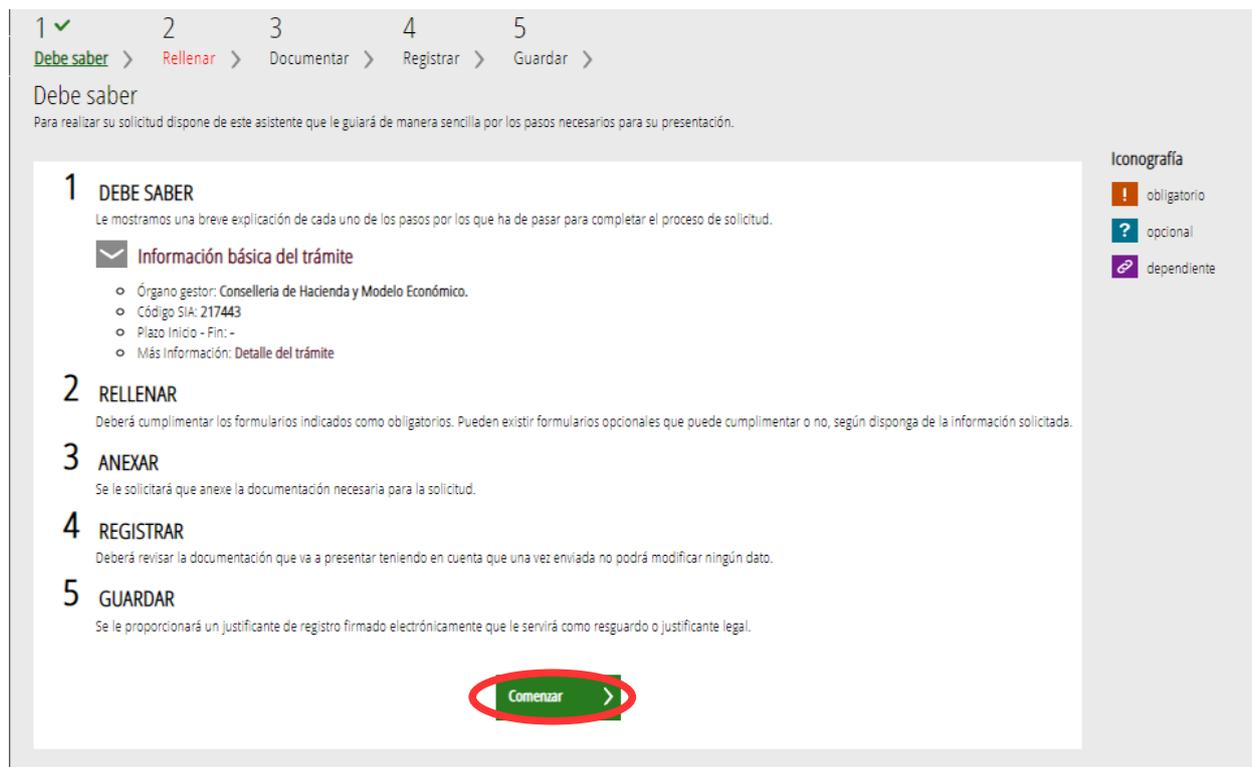 1 2 3 4 5
Debe saber Rellenar Documentar Registrar Guardar
Debe saber
Para realizar su solicitud dispone de este asistente que le guiará de manera sencilla por los pasos necesarios para su presentación.
Iconografía
! obligatorio
? opcional
dependiente
1 DEBE SABER
Le mostramos una breve explicación de cada uno de los pasos por los que ha de pasar para completar el proceso de solicitud.
Información básica del trámite
Órgano gestor: Conselleria de Hacienda y Modelo Económico.
Código SIA: 217443
Plazo Inicio - Fin: -
Más Información: Detalle del trámite
2 RELLENAR
Deberá cumplimentar los formularios indicados como obligatorios. Pueden existir formularios opcionales que puede cumplimentar o no, según disponga de la información solicitada.
3 ANEXAR
Se le solicitará que anexe la documentación necesaria para la solicitud.
4 REGISTRAR
Deberá revisar la documentación que va a presentar teniendo en cuenta que una vez enviada no podrá modificar ningún dato.
5 GUARDAR
Se le proporcionará un justificante de registro firmado electrónicamente que le servirá como resguardo o justificante legal.
Comenzar